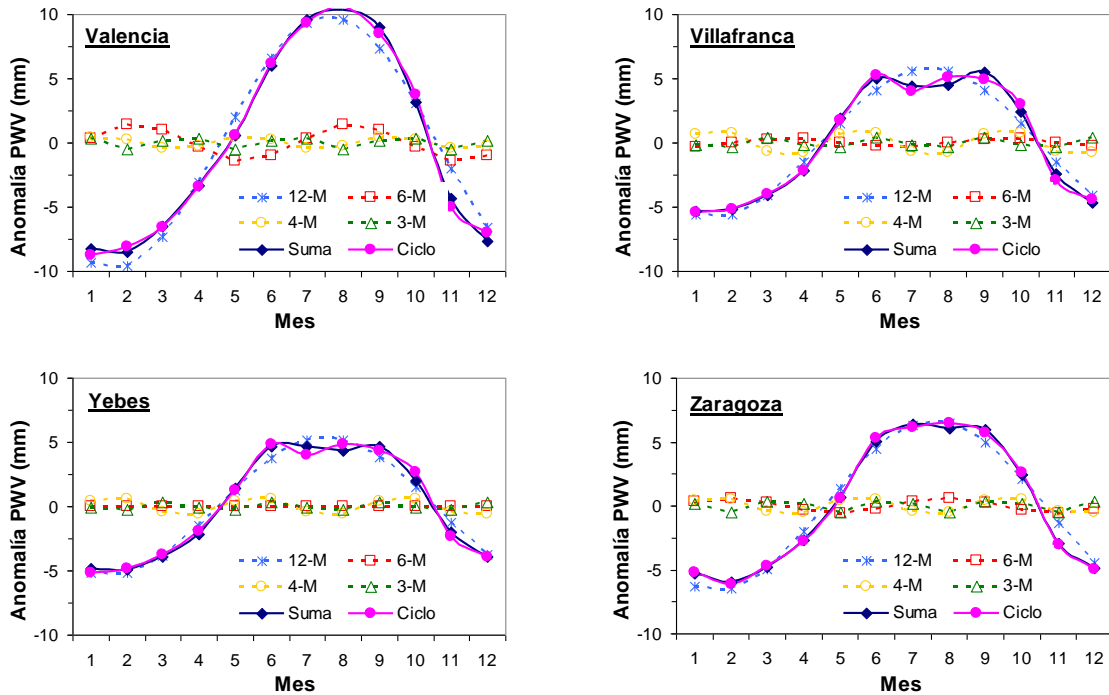 Valencia
Anomalía PWV (mm)
10
5
0
-5
-10
12-M
6-M
4-M
3-M
Suma
Ciclo
1 2 3 4 5 6 7 8 9 10 11 12
Mes
Villafranca
Anomalía PWV (mm)
10
5
0
-5
-10
12-M
6-M
4-M
3-M
Suma
Ciclo
1 2 3 4 5 6 7 8 9 10 11 12
Mes
Yebes
Anomalía PWV (mm)
10
5
0
-5
-10
12-M
6-M
4-M
3-M
Suma
Ciclo
1 2 3 4 5 6 7 8 9 10 11 12
Mes
Zaragoza
Anomalía PWV (mm)
10
5
0
-5
-10
12-M
6-M
4-M
3-M
Suma
Ciclo
1 2 3 4 5 6 7 8 9 10 11 12
Mes